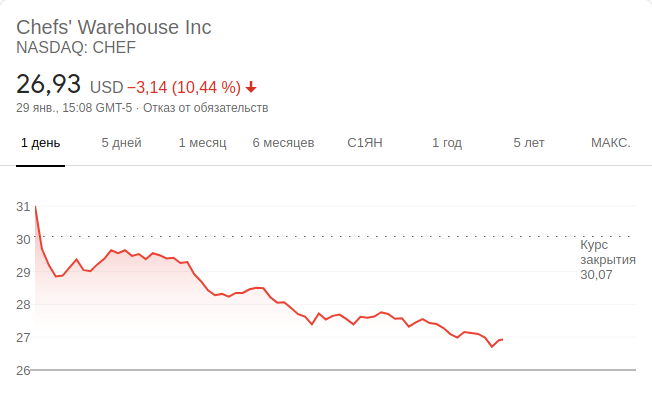 Chefs' Warehouse Inc
NASDAQ: CHEF
26,93 USD −3,14 (10,44 %)
29 янв., 15:08 GMT-5 · Отказ от обязательств
1 день 5 дней 1 месяц 6 месяцев С1ЯН 1 год 5 лет МАКС.
31
30
Курс
закрытия
30,07
29
28
27
26